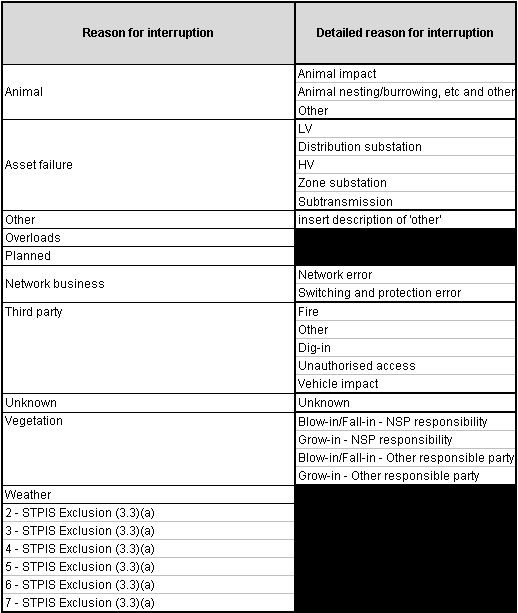 Reason for interruption
Detailed reason for interruption
Animal
Animal impact
Animal nesting/burrowing, etc and other
Other
Asset failure
LV
Distribution substation
HV
Zone substation
Subtransmission
Other
insert description of 'other'
Overloads
Planned
Network business
Network error
Switching and protection error
Third party
Fire
Other
Dig-in
Unauthorised access
Vehicle impact
Unknown
Unknown
Vegetation
Blow-in/Fall-in - NSP responsibility
Grow-in - NSP responsibility
Blow-in/Fall-in - Other responsible party
Grow-in - Other responsible party
Weather
2 - STPIS Exclusion (3.3)(a)
3 - STPIS Exclusion (3.3)(a)
4 - STPIS Exclusion (3.3)(a)
5 - STPIS Exclusion (3.3)(a)
6 - STPIS Exclusion (3.3)(a)
7 - STPIS Exclusion (3.3)(a)